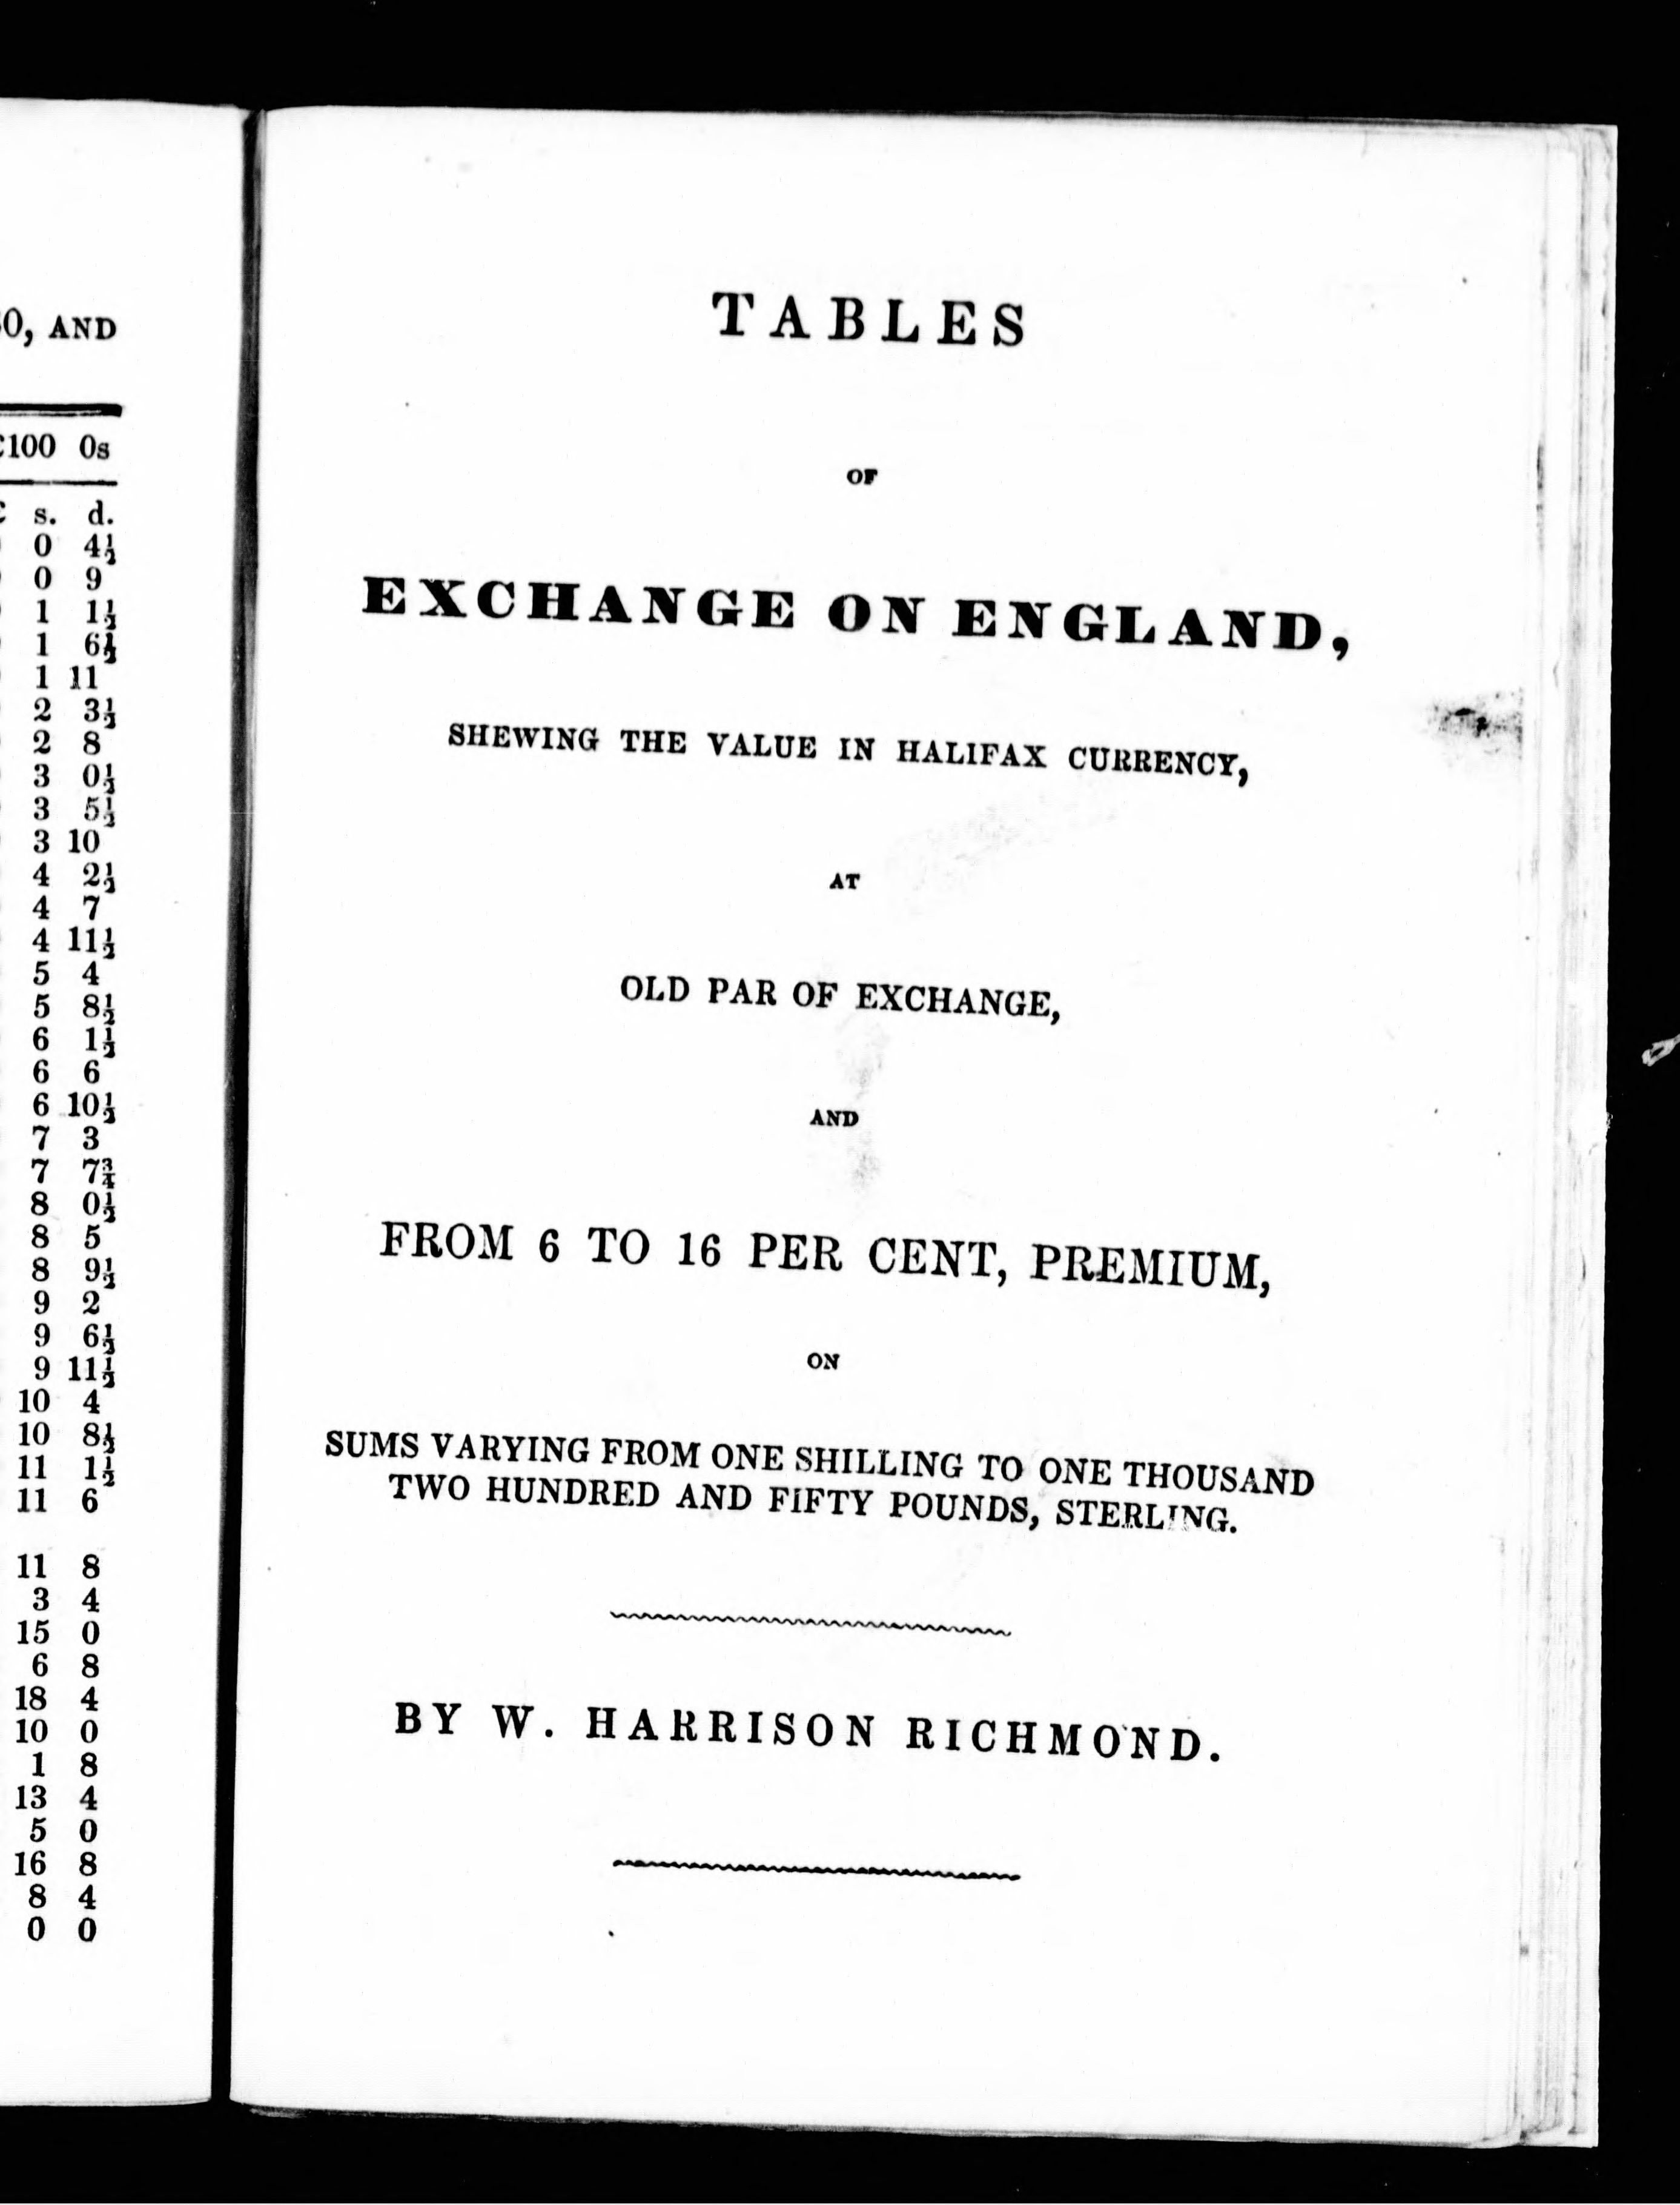 0, AND
£100 0s
£ s. d.
0 4½
0 9
1 1½
1 6½
1 11
2 3½
2 8
3 0½
3 5½
3 10
4 2½
4 7
4 11½
5 4
5 8½
6 1½
6 6
6 10½
7 3
7 7¾
8 0½
8 5
8 9½
9 2
9 6½
9 11½
10 4
10 8½
11 1½
11 6
11 8
3 4
15 0
6 8
18 4
10 0
1 8
13 4
5 0
16 8
8 4
0 0
TABLES
OF
EXCHANGE ON ENGLAND,
SHEWING THE VALUE IN HALIFAX CURRENCY,
AT
OLD PAR OF EXCHANGE,
AND
FROM 6 TO 16 PER CENT, PREMIUM,
ON
SUMS VARYING FROM ONE SHILLING TO ONE THOUSAND
TWO HUNDRED AND FIFTY POUNDS, STERLING.
BY W. HARRISON RICHMOND.